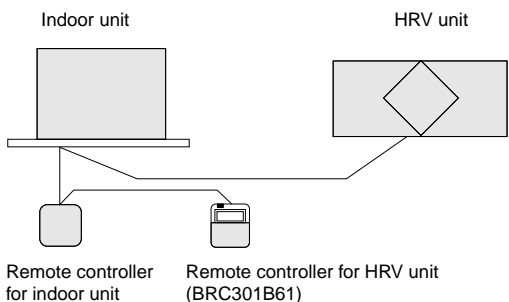 Indoor unit
HRV unit
Remote controller
for indoor unit
Remote controller for HRV unit
(BRC301B61)